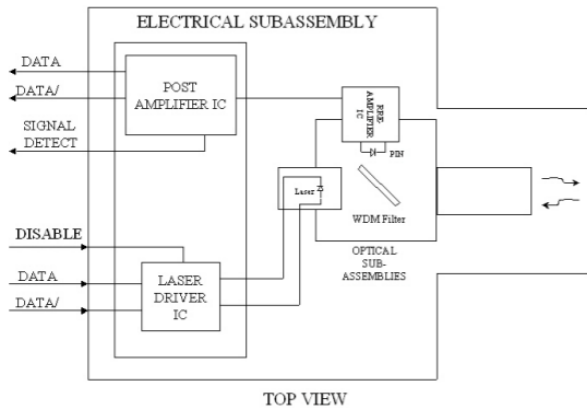 ELECTRICAL SUBASSEMBLY
DATA
DATA/
SIGNAL
DETECT
POST
AMPLIFIER IC
PRE-
AMPLIFIER
IC
PIN
Laser
WDM Filter
DISABLE
DATA
DATA/
LASER
DRIVER
IC
OPTICAL
SUB-
ASSEMBLIES
TOP VIEW